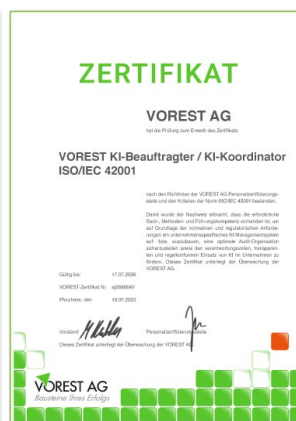 ZERTIFIKAT
VOREST AG
hat die Prüfung zum Erwerb des Zertifikats
VOREST KI-Beauftragter / KI-Koordinator
ISO/IEC 42001
nach den Richtlinien der VOREST AG Personalzertifizierungs-
stelle und den Kriterien der Norm ISO/IEC 42001 bestanden.
Damit wurde der Nachweis erbracht, dass die erforderliche
Sach-, Methoden- und Führungskompetenz vorhanden ist, um
auf Grundlage der normativen und regulatorischen Anforde-
rungen ein unternehmensspezifisches KI-Managementsystem
auf bzw. auszubauen, eine optimale Audit-Organisation
sicherzustellen sowie den verantwortungsvollen, transparen-
ten und regelkonformen Einsatz von KI im Unternehmen zu
fördern. Dieses Zertifikat unterliegt der Überwachung der
VOREST AG.
Gültig bis: 17.07.2026
VOREST-Zertifikat Nr.
Pforzheim, den 19.07.2023
Vorstand Personalzertifizierungsstelle
Dieses Zertifikat unterliegt der Überwachung der VOREST AG
VOREST AG
Bausteine Ihres Erfolgs